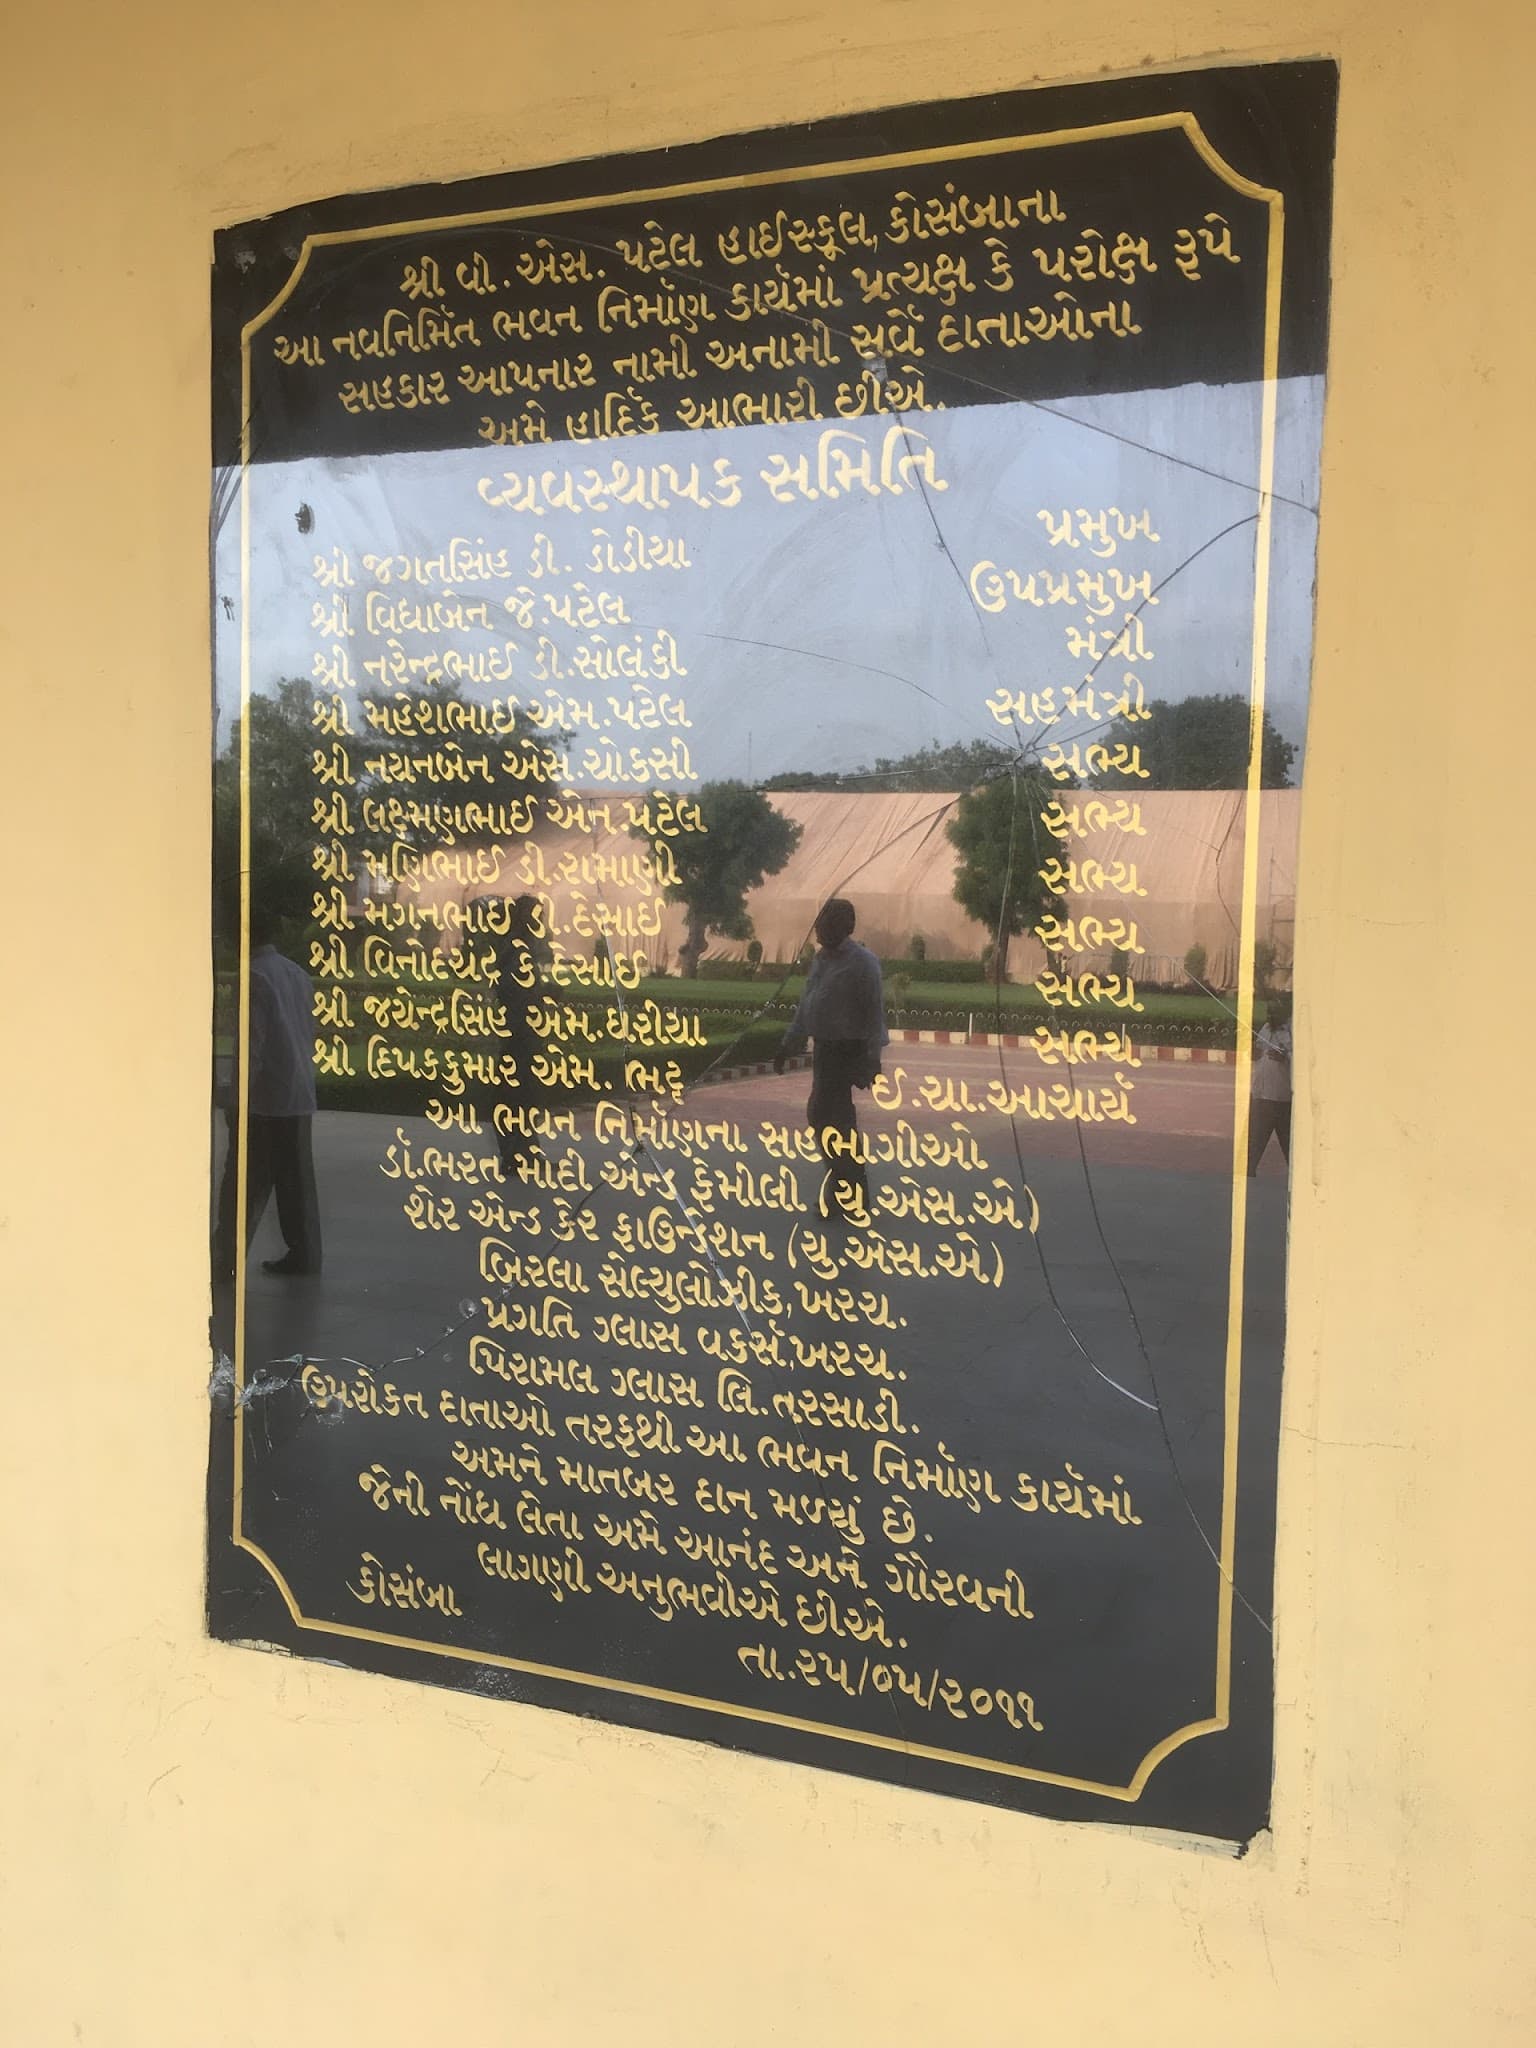 શ્રી વી. એસ. પટેલ હાઈસ્કૂલ, કોસંબાના
આ નવનિર્મિત ભવન નિર્માણ કાર્યમાં પ્રત્યક્ષ કે પરોક્ષ રૂપે
સહકાર આપનાર નામી અનામી સર્વે દાતાઓના
અમે હાર્દિક આભારી છીએ.
વ્યવસ્થાપક સમિતિ
શ્રી જગતસિંહ ડી. ડોડીયા પ્રમુખ
શ્રી વિદ્યાબેન જે.પટેલ ઉપપ્રમુખ
શ્રી નરેન્દ્રભાઈ ડી.સોલંકી મંત્રી
શ્રી મહેશભાઈ એમ.પટેલ સહમંત્રી
શ્રી નયનબેન એસ.ચોકસી સભ્ય
શ્રી લક્ષ્મણભાઈ એન.પટેલ સભ્ય
શ્રી મણિભાઈ ડી.રામાણી સભ્ય
શ્રી મગનભાઈ ડી.દેસાઈ સભ્ય
શ્રી વિનોદચંદ્ર કે.દેસાઈ સભ્ય
શ્રી જયેન્દ્રસિંહ એમ.ઘરીયા સભ્ય
શ્રી દિપકકુમાર એમ. ભટ્ટ ઈ.ચા.આચાર્ય
આ ભવન નિર્માણના સહભાગીઓ
ડૉ.ભરત મોદી એન્ડ ફેમીલી (યુ.એસ.એ)
શેર એન્ડ કેર ફાઉન્ડેશન (યુ.એસ.એ)
બિરલા સેલ્યુલોઝીક,ખરચ.
પ્રગતિ ગ્લાસ વર્કસ,ખરચ.
પિરામલ ગ્લાસ લિ.તરસાડી.
ઉપરોકત દાતાઓ તરફથી આ ભવન નિર્માણ કાર્યમાં
અમને માતબર દાન મળ્યું છે.
જેની નોંધ લેતા અમે આનંદ અને ગૌરવની
લાગણી અનુભવીએ છીએ.
કોસંબા
તા.૨૫/૦૫/૨૦૧૧